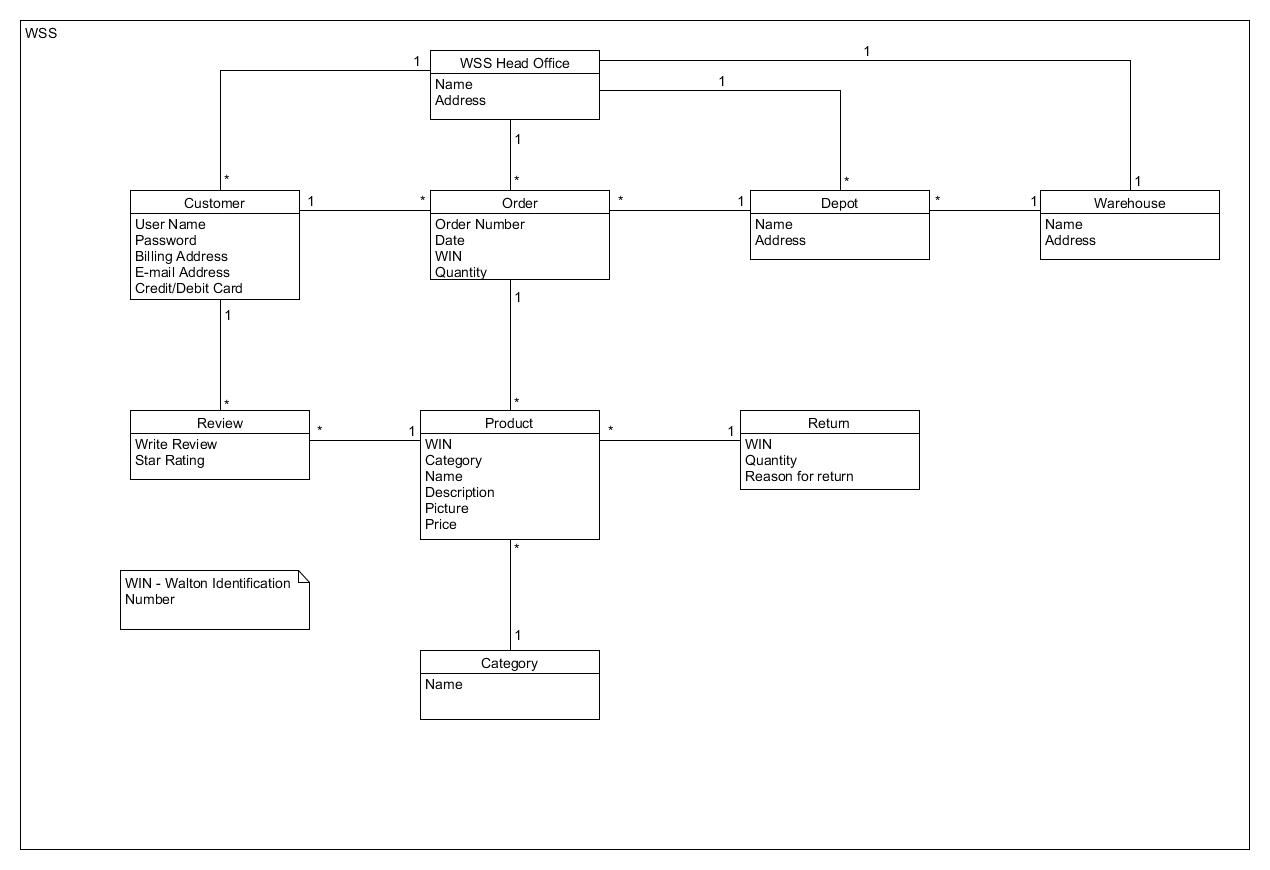 WSS
1
WSS Head Office
1
Name
Address
1
1
*
*
*
1
Customer
1
*
Order
*
1
Depot
*
1
Warehouse
User Name
Password
Billing Address
E-mail Address
Credit/Debit Card
Order Number
Date
WIN
Quantity
Name
Address
Name
Address
1
1
*
*
Review
*
1
Product
*
1
Return
Write Review
Star Rating
WIN
Category
Name
Description
Picture
Price
WIN
Quantity
Reason for return
*
WIN - Walton Identification
Number
1
Category
Name